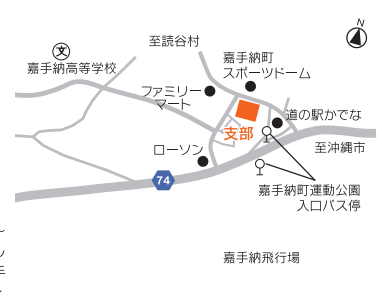 N
至読谷村
文
嘉手納高等学校
嘉手納町
スポーツドーム
ファミリー
マート
道の駅かでな
支部
ローソン
至沖縄市
74
嘉手納町運動公園
入口バス停
嘉手納飛行場